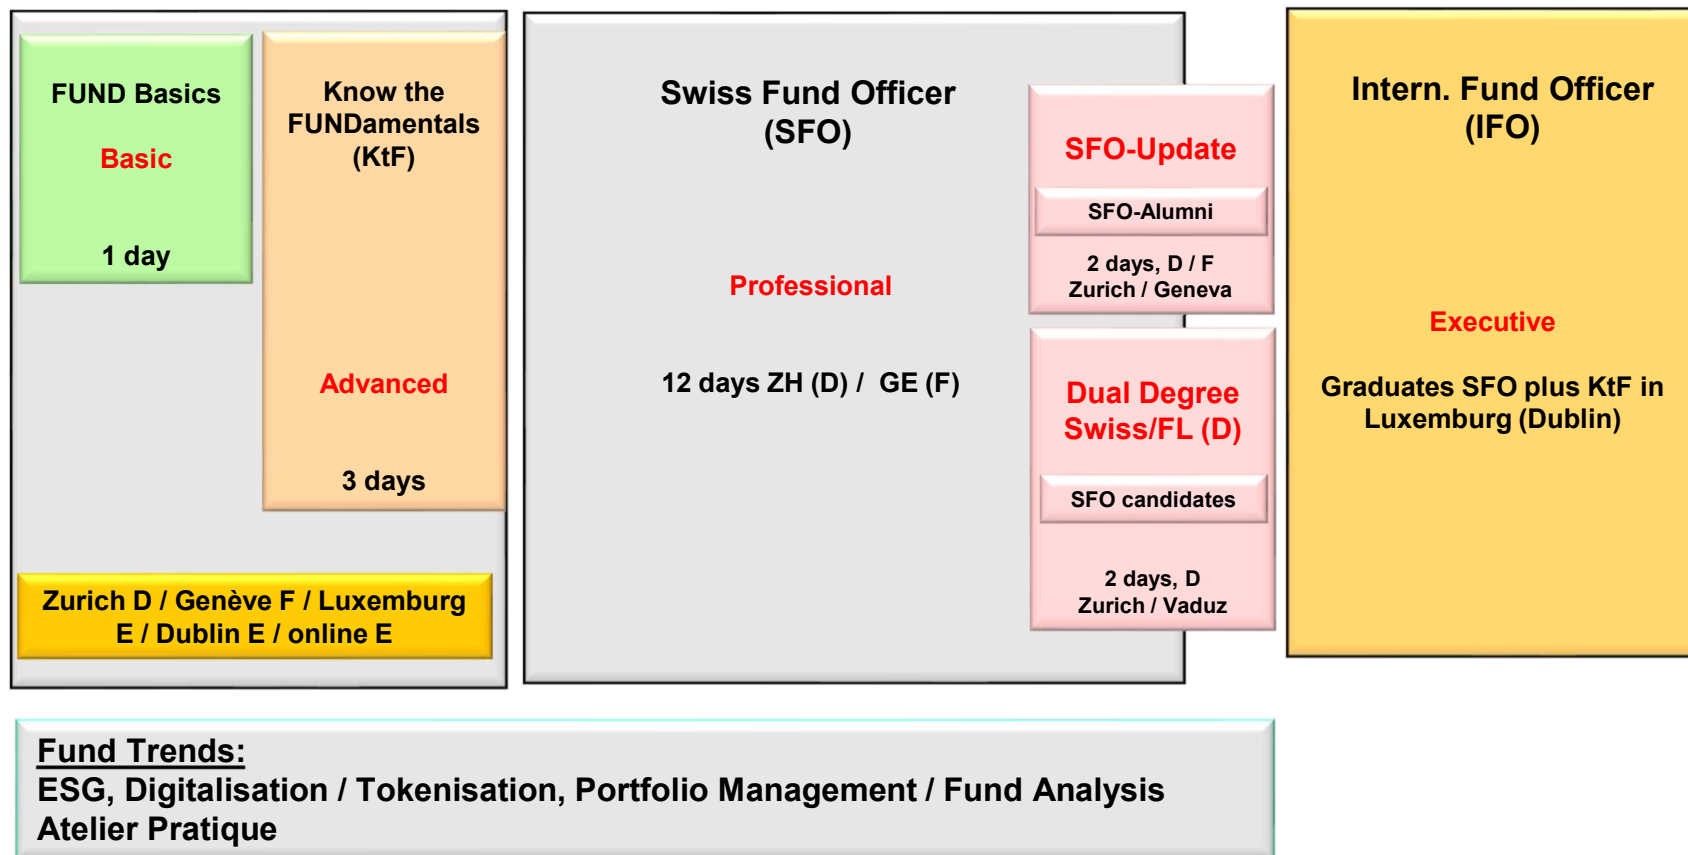 FUND Basics
Basic
1 day
Know the
FUNDamentals
(KtF)
Advanced
3 days
Zurich D / Genève F / Luxemburg
E / Dublin E / online E
Swiss Fund Officer
(SFO)
Professional
12 days ZH (D) / GE (F)
SFO-Update
SFO-Alumni
2 days, D / F
Zurich / Geneva
Dual Degree
Swiss/FL (D)
SFO candidates
2 days, D
Zurich / Vaduz
Intern. Fund Officer
(IFO)
Executive
Graduates SFO plus KtF in
Luxemburg (Dublin)
Fund Trends:
ESG, Digitalisation / Tokenisation, Portfolio Management / Fund Analysis
Atelier Pratique